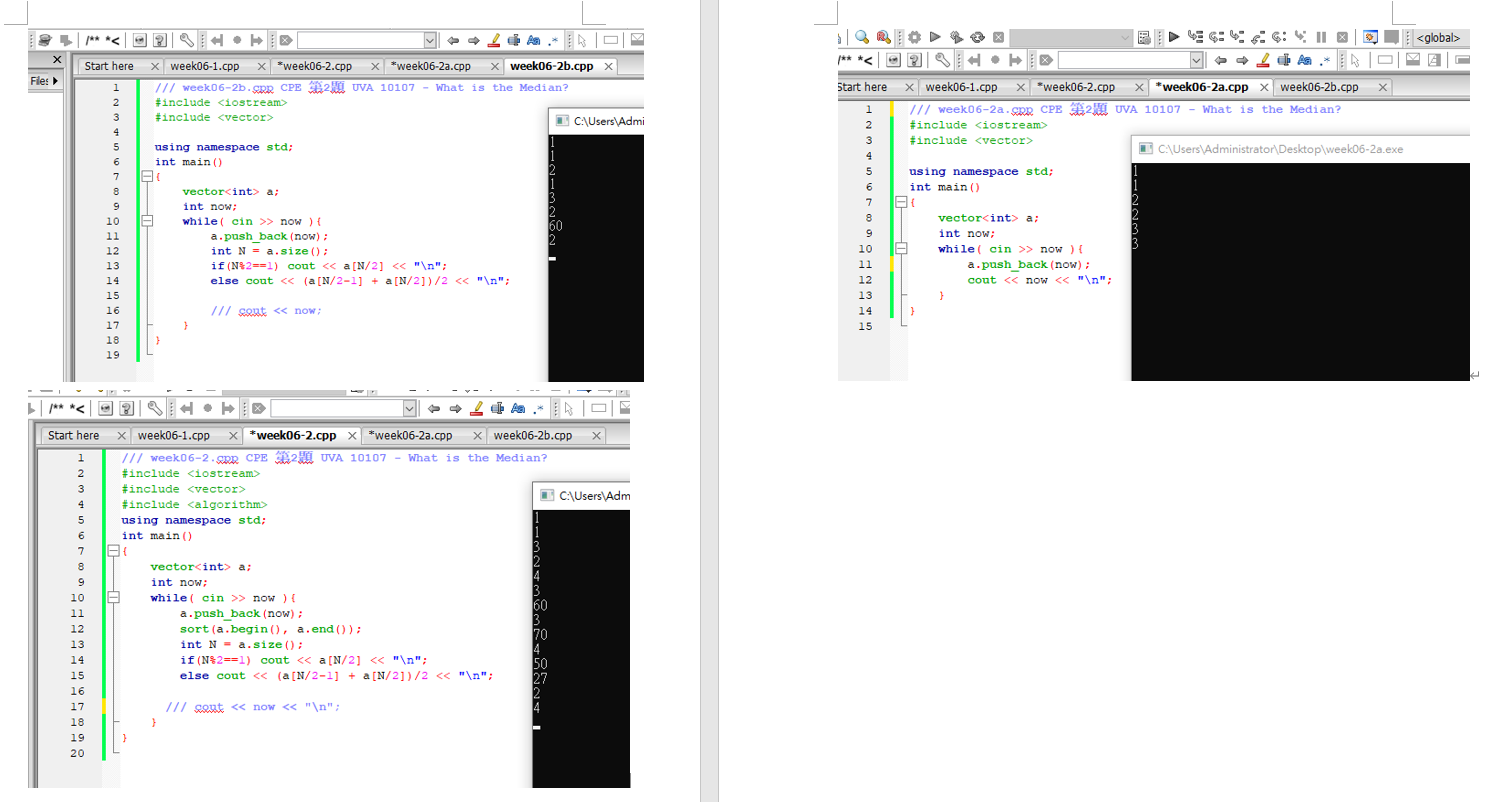 /** *<
Start here week06-1.cpp *week06-2.cpp *week06-2a.cpp week06-2b.cpp
Files
1 /// week06-2b.cpp CPE 第2題 UVA 10107 - What is the Median?
2 #include <iostream>
3 #include <vector>
4
5 using namespace std;
6 int main()
7 {
8 vector<int> a;
9 int now;
10 while( cin >> now ){
11 a.push_back(now);
12 int N = a.size();
13 if(N%2==1) cout << a[N/2] << "\n";
14 else cout << (a[N/2-1] + a[N/2])/2 << "\n";
15
16 /// cout << now;
17 }
18 }
19
C:\Users\Admi
1
1
2
1
3
2
60
2
/** *<
Start here week06-1.cpp *week06-2.cpp *week06-2a.cpp week06-2b.cpp
1 /// week06-2.cpp CPE 第2題 UVA 10107 - What is the Median?
2 #include <iostream>
3 #include <vector>
4 #include <algorithm>
5 using namespace std;
6 int main()
7 {
8 vector<int> a;
9 int now;
10 while( cin >> now ){
11 a.push_back(now);
12 sort(a.begin(), a.end());
13 int N = a.size();
14 if(N%2==1) cout << a[N/2] << "\n";
15 else cout << (a[N/2-1] + a[N/2])/2 << "\n";
16
17 /// cout << now << "\n";
18 }
19 }
20
C:\Users\Adm
1
1
3
2
4
3
60
3
70
4
50
27
2
4
<global>
/** *<
Start here week06-1.cpp *week06-2.cpp *week06-2a.cpp week06-2b.cpp
1 /// week06-2a.cpp CPE 第2題 UVA 10107 - What is the Median?
2 #include <iostream>
3 #include <vector>
4
5 using namespace std;
6 int main()
7 {
8 vector<int> a;
9 int now;
10 while( cin >> now ){
11 a.push_back(now);
12 cout << now << "\n";
13 }
14 }
15
C:\Users\Administrator\Desktop\week06-2a.exe
1
1
2
2
3
3